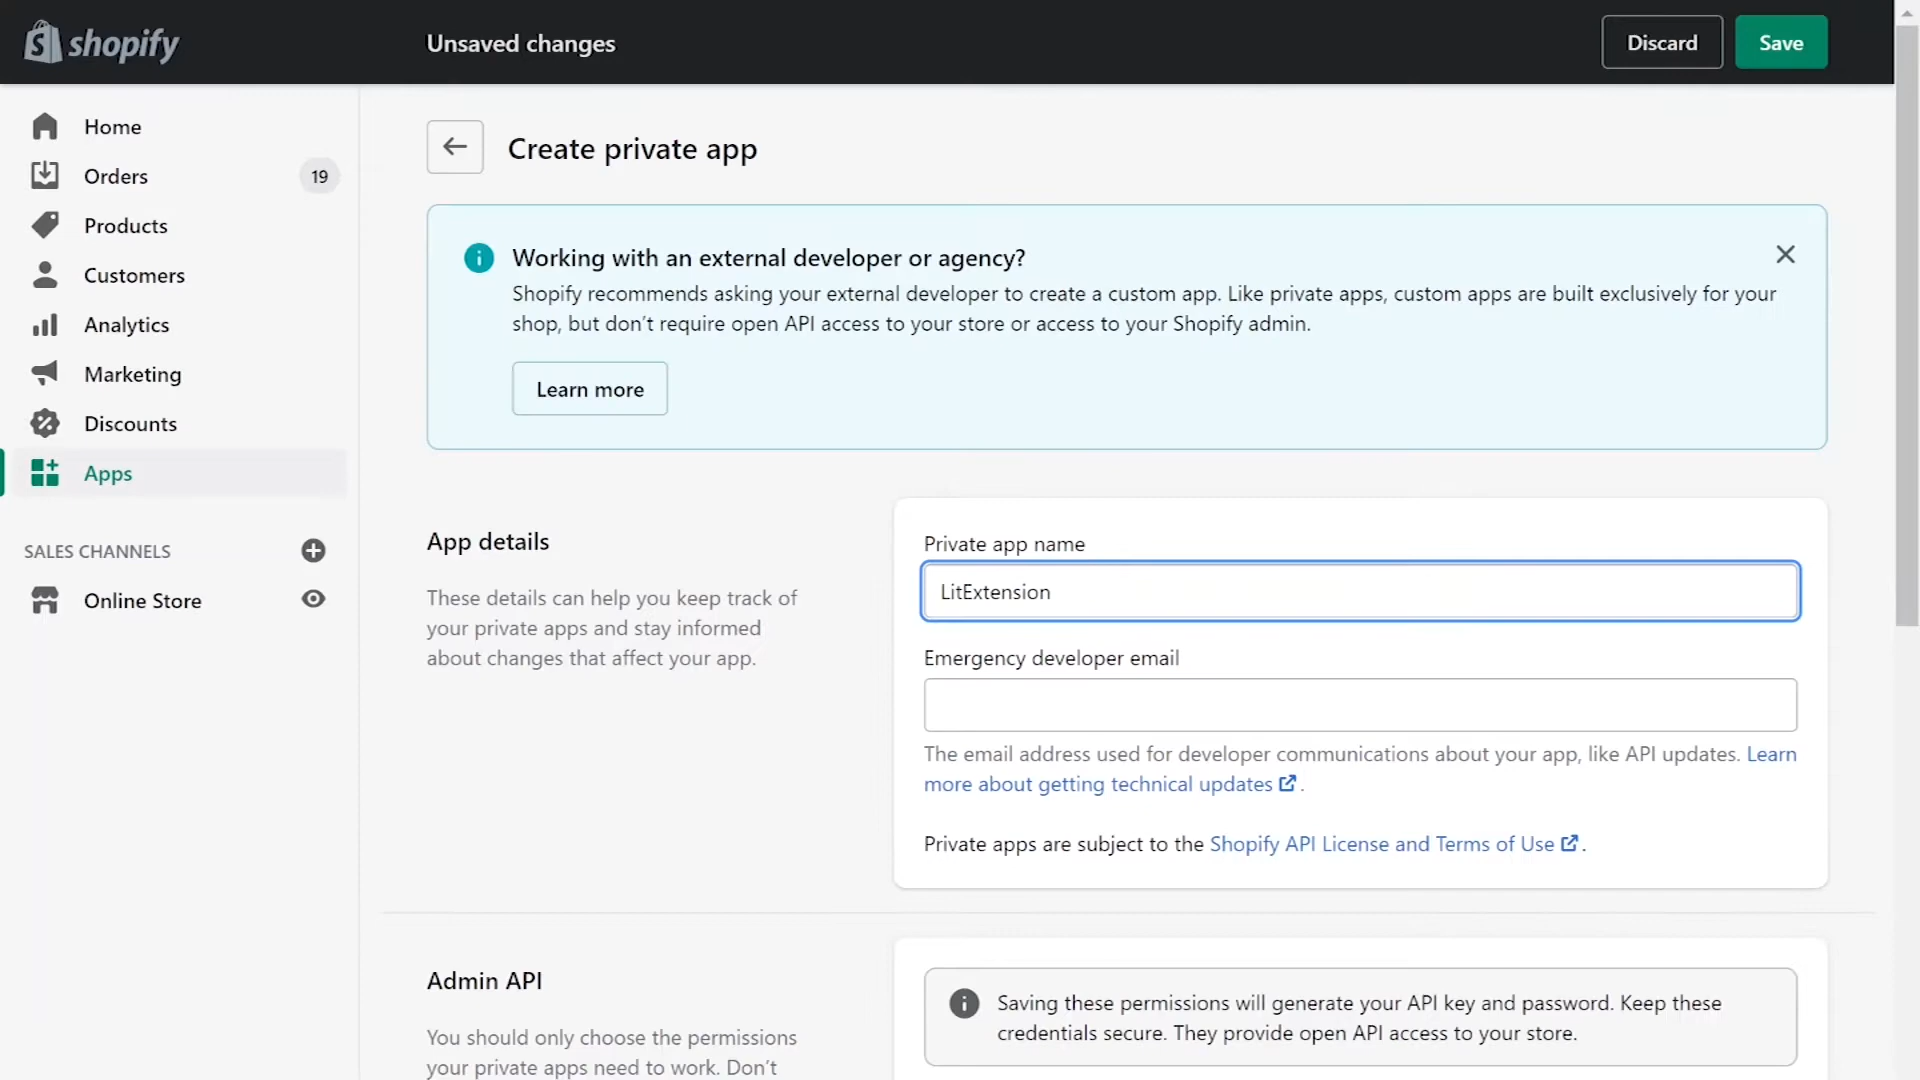 shopify
Unsaved changes
Discard
Save
Home
Orders
19
Products
Customers
Analytics
Marketing
Discounts
Apps
SALES CHANNELS
Online Store
Create private app
Working with an external developer or agency?
Shopify recommends asking your external developer to create a custom app. Like private apps, custom apps are built exclusively for your
shop, but don't require open API access to your store or access to your Shopify admin.
Learn more
App details
These details can help you keep track of
your private apps and stay informed
about changes that affect your app.
Private app name
LitExtension
Emergency developer email
The email address used for developer communications about your app, like API updates. Learn
more about getting technical updates.
Private apps are subject to the Shopify API License and Terms of Use.
Admin API
You should only choose the permissions
your private apps need to work. Don't
Saving these permissions will generate your API key and password. Keep these
credentials secure. They provide open API access to your store.